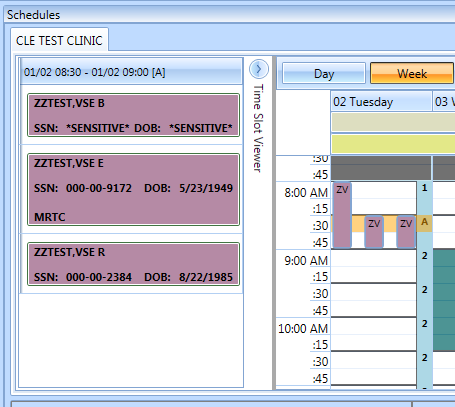 Schedules
CLE TEST CLINIC
01/02 08:30 - 01/02 09:00 [A]
ZZTEST,VSE B
SSN: *SENSITIVE* DOB: *SENSITIVE*
ZZTEST,VSE E
SSN: 000-00-9172 DOB: 5/23/1949
MRTC
ZZTEST,VSE R
SSN: 000-00-2384 DOB: 8/22/1985
Time Slot Viewer
Day Week
02 Tuesday 03 W
:30
:45
8:00 AM ZV 1
:15
:30 ZV ZV A
:45
9:00 AM 2
:15
:30 2
:45
10:00 AM 2
:15
:30 2
:45